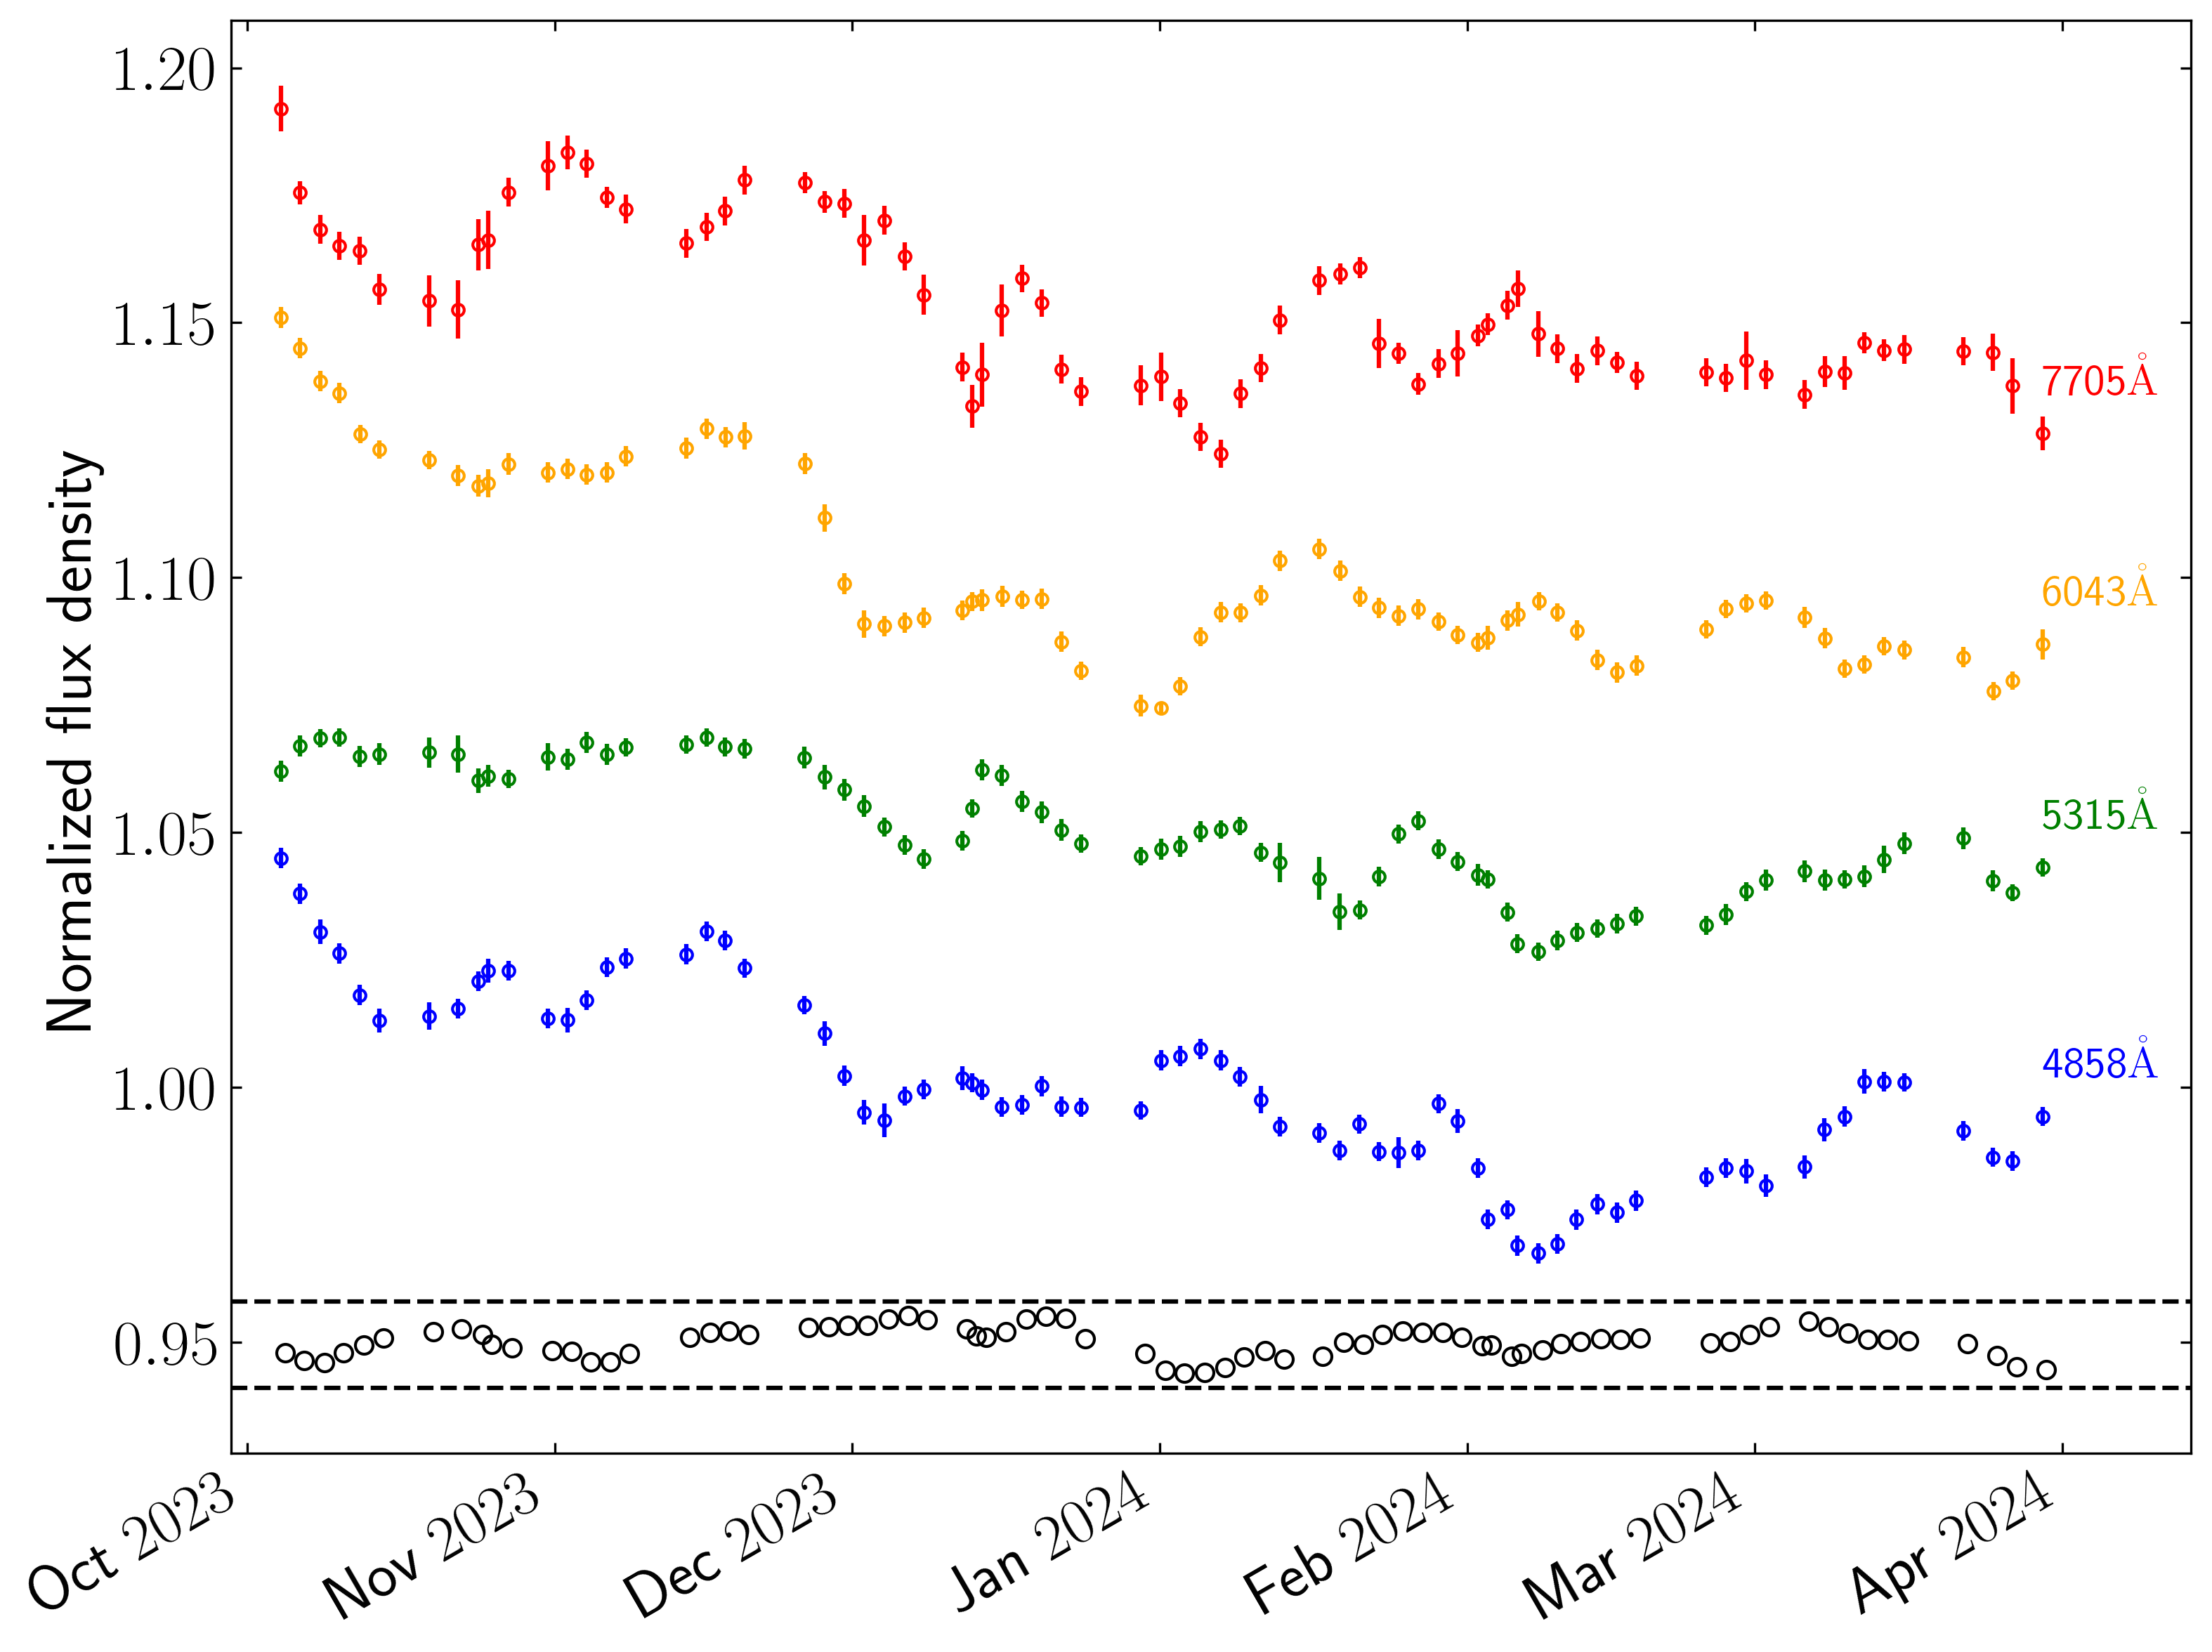 Normalized flux density
1.20
1.15
1.10
1.05
1.00
0.95
7705Å
6043Å
5315Å
4858Å
Oct 2023
Nov 2023
Dec 2023
Jan 2024
Feb 2024
Mar 2024
Apr 2024